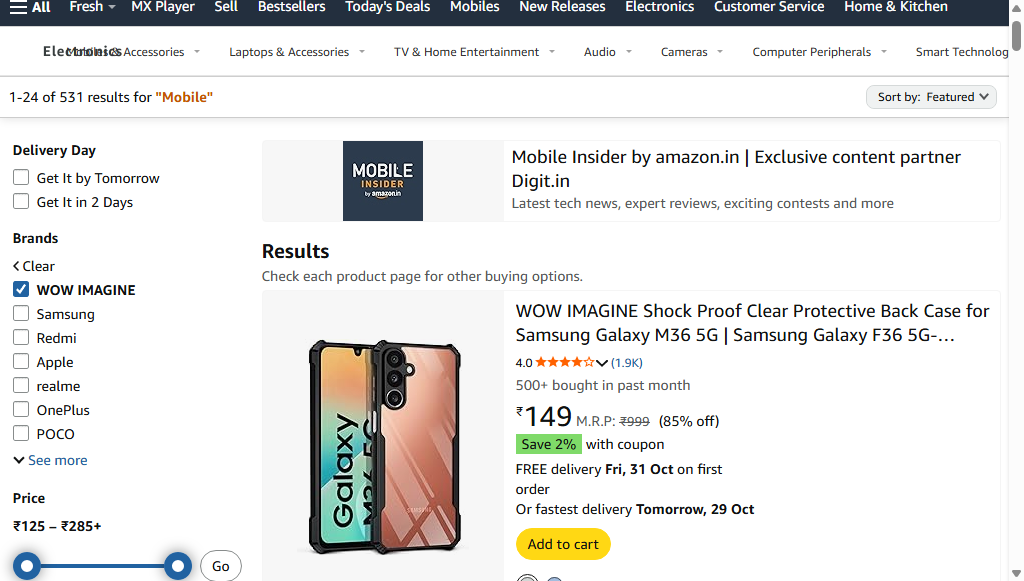 All Fresh MX Player Sell Bestsellers Today's Deals Mobiles New Releases Electronics Customer Service Home & Kitchen
Electronics Mobiles & Accessories Laptops & Accessories TV & Home Entertainment Audio Cameras Computer Peripherals Smart Technolog
1-24 of 531 results for "Mobile"
Sort by: Featured
Delivery Day
Get It by Tomorrow
Get It in 2 Days
Brands
Clear
WOW IMAGINE
Samsung
Redmi
Apple
realme
OnePlus
POCO
See more
Price
₹125 – ₹285+
Go
MOBILE
INSIDER
by amazon.in
Mobile Insider by amazon.in | Exclusive content partner
Digit.in
Latest tech news, expert reviews, exciting contests and more
Results
Check each product page for other buying options.
Galaxy
M36 5G
SAMSUNG
WOW IMAGINE Shock Proof Clear Protective Back Case for
Samsung Galaxy M36 5G | Samsung Galaxy F36 5G-…
4.0 (1.9K)
500+ bought in past month
₹149 M.R.P: ₹999 (85% off)
Save 2% with coupon
FREE delivery Fri, 31 Oct on first
order
Or fastest delivery Tomorrow, 29 Oct
Add to cart